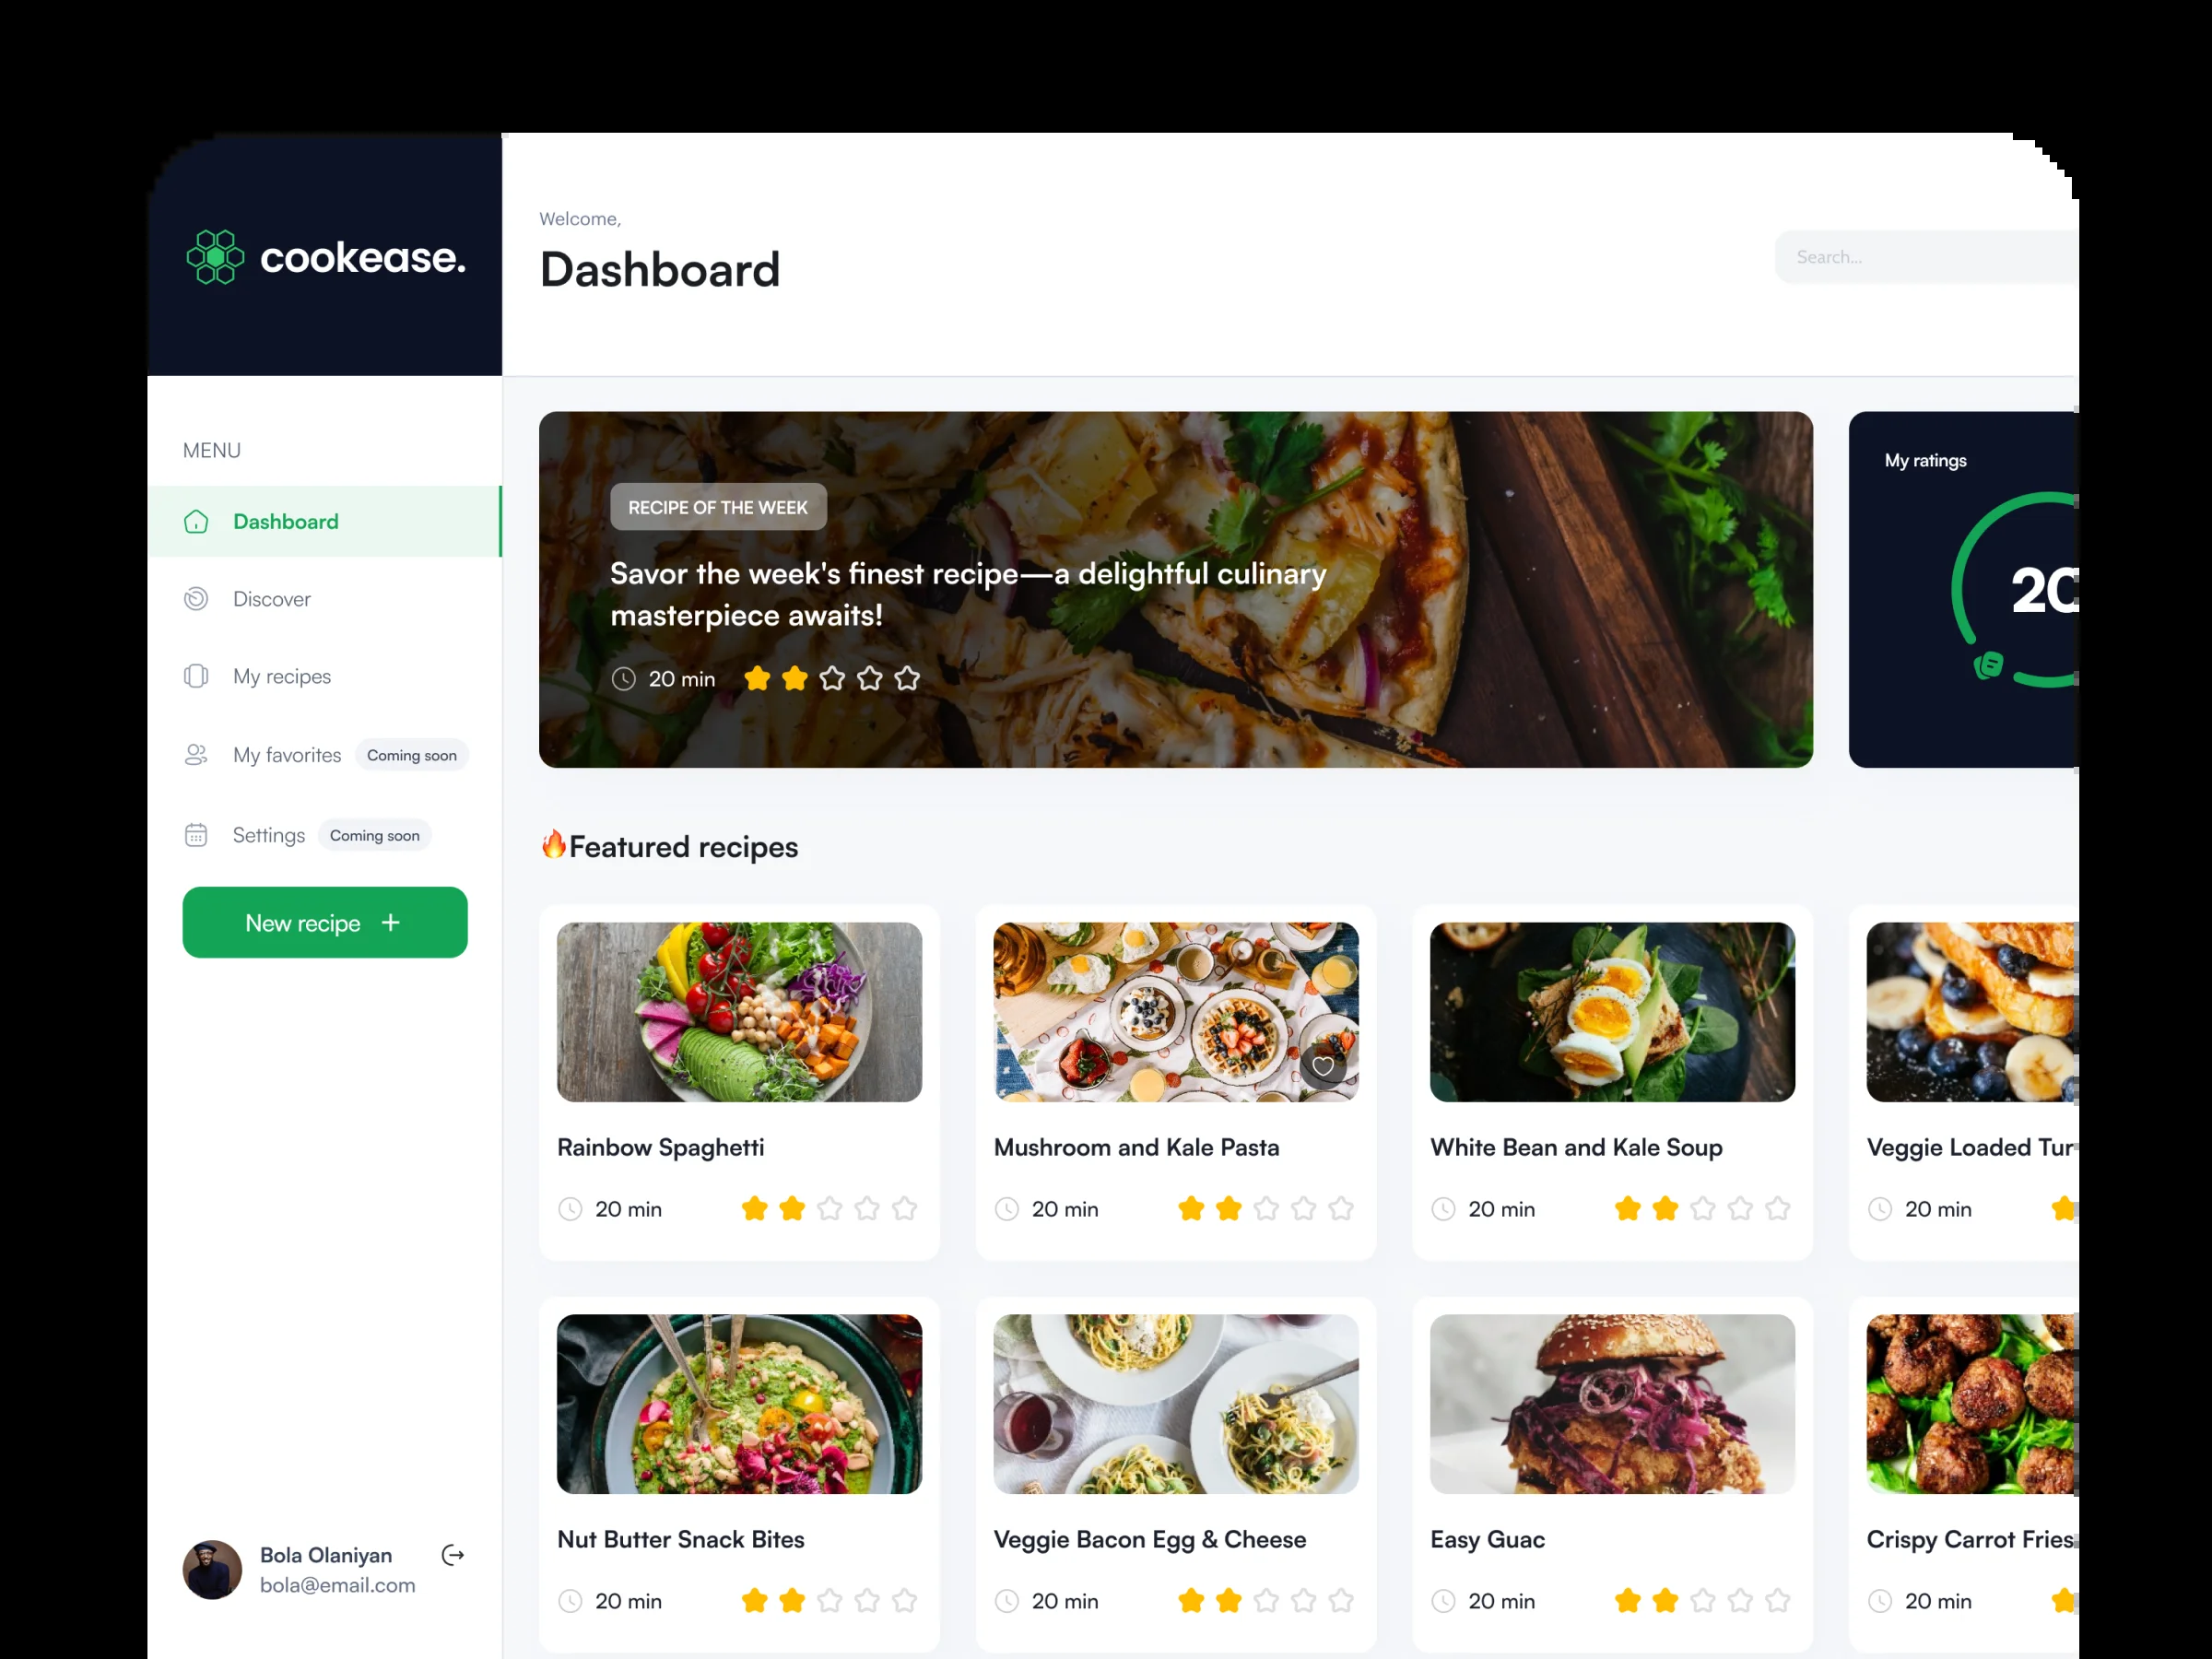 cookease.
Welcome,
Dashboard
Search...
MENU
Dashboard
Discover
My recipes
My favorites Coming soon
Settings Coming soon
New recipe +
Bola Olaniyan
bola@email.com
RECIPE OF THE WEEK
Savor the week's finest recipe—a delightful culinary
masterpiece awaits!
20 min
My ratings
20
🔥Featured recipes
Rainbow Spaghetti
20 min
Mushroom and Kale Pasta
20 min
White Bean and Kale Soup
20 min
Veggie Loaded Tur
20 min
Nut Butter Snack Bites
20 min
Veggie Bacon Egg & Cheese
20 min
Easy Guac
20 min
Crispy Carrot Fries
20 min